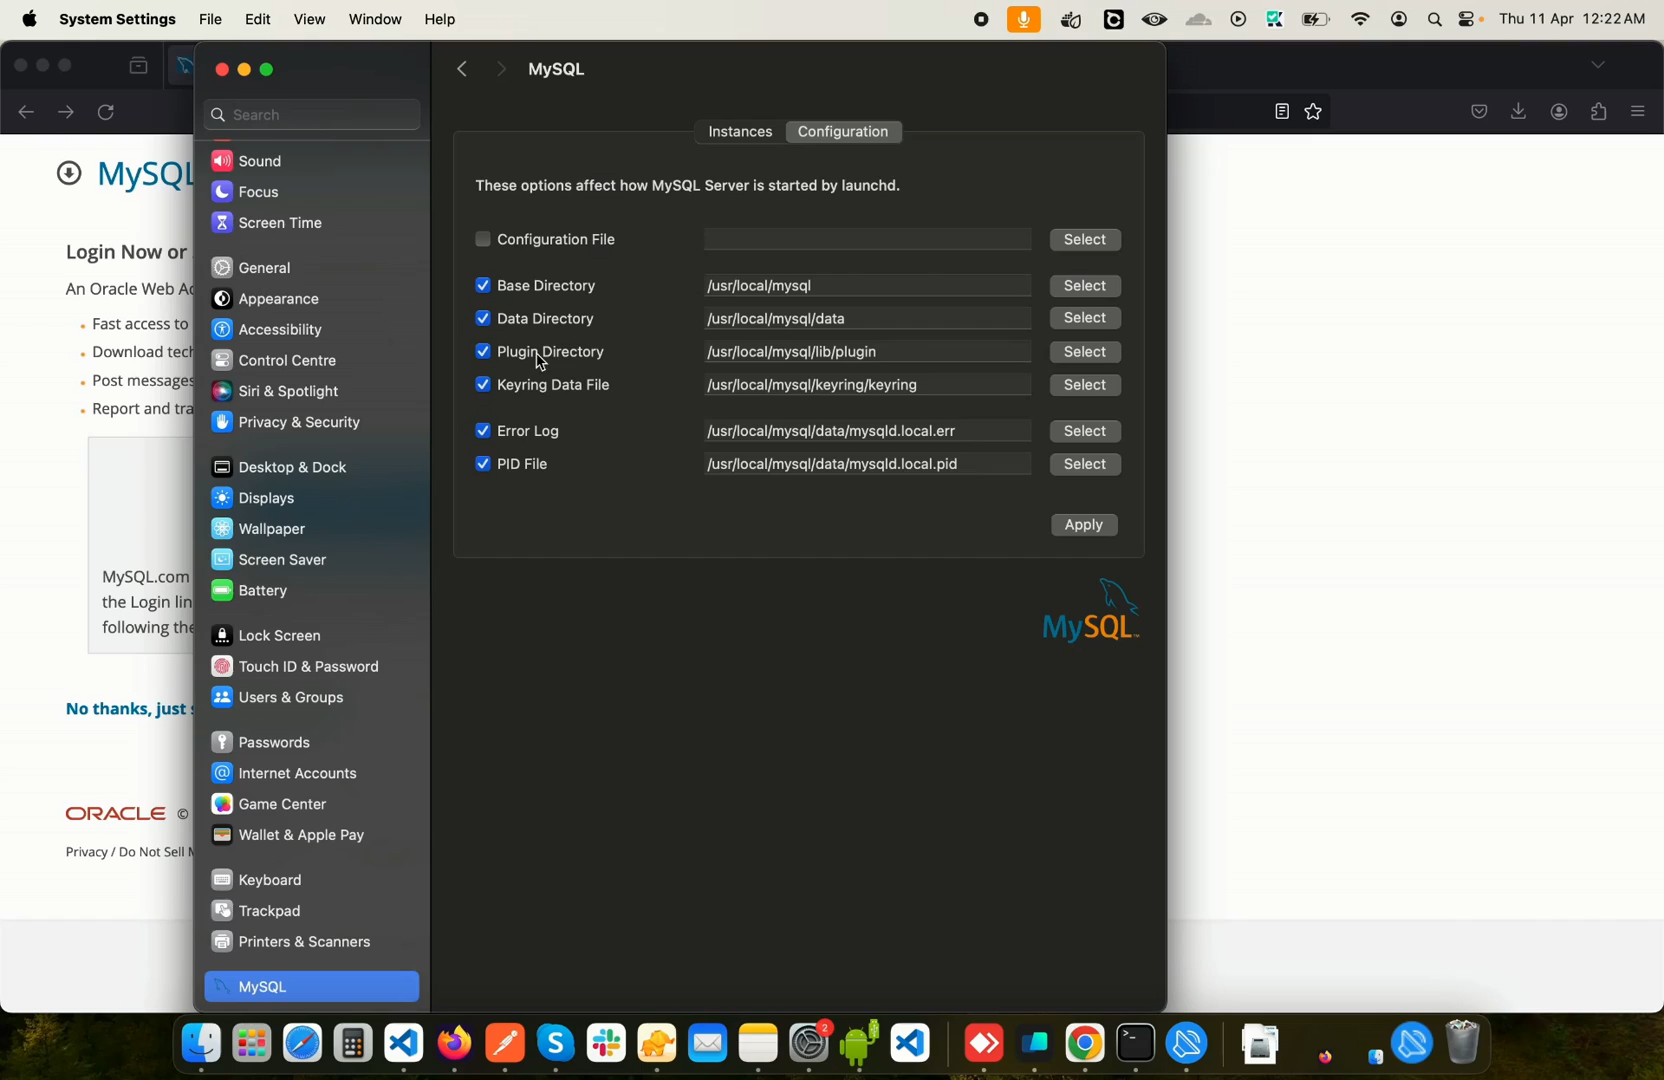 System Settings File Edit View Window Help
Thu 11 Apr 12:22 AM
MySQL
Login Now or
An Oracle Web
Fast access to
Download
Post messages
Report and
MySQL.com
the Login
following the
No thanks, just
ORACLE ©
Privacy / Do Not Sell
Search
Sound
Focus
Screen Time
General
Appearance
Accessibility
Control Centre
Siri & Spotlight
Privacy & Security
Desktop & Dock
Displays
Wallpaper
Screen Saver
Battery
Lock Screen
Touch ID & Password
Users & Groups
Passwords
Internet Accounts
Game Center
Wallet & Apple Pay
Keyboard
Trackpad
Printers & Scanners
MySQL
MySQL
Instances Configuration
These options affect how MySQL Server is started by launchd.
Configuration File Select
Base Directory /usr/local/mysql Select
Data Directory /usr/local/mysql/data Select
Plugin Directory /usr/local/mysql/lib/plugin Select
Keyring Data File /usr/local/mysql/keyring/keyring Select
Error Log /usr/local/mysql/data/mysqld.local.err Select
PID File /usr/local/mysql/data/mysqld.local.pid Select
Apply
MySQL™
2